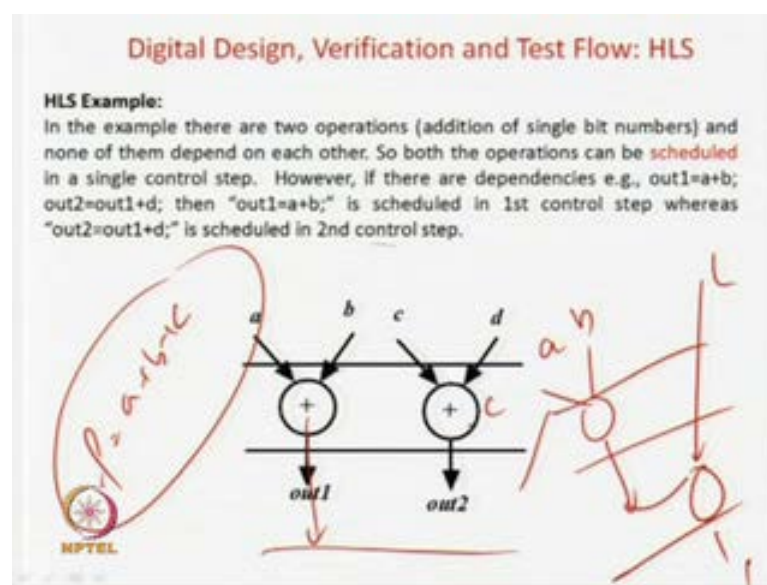 Digital Design, Verification and Test Flow: HLS
HLS Example:
In the example there are two operations (addition of single bit numbers) and
none of them depend on each other. So both the operations can be scheduled
in a single control step. However, if there are dependencies e.g., out1=a+b;
out2=out1+d; then "out1=a+b;" is scheduled in 1st control step whereas
"out2=out1+d;" is scheduled in 2nd control step.
a b c d
a b
+ + c
out1 out2
NPTEL